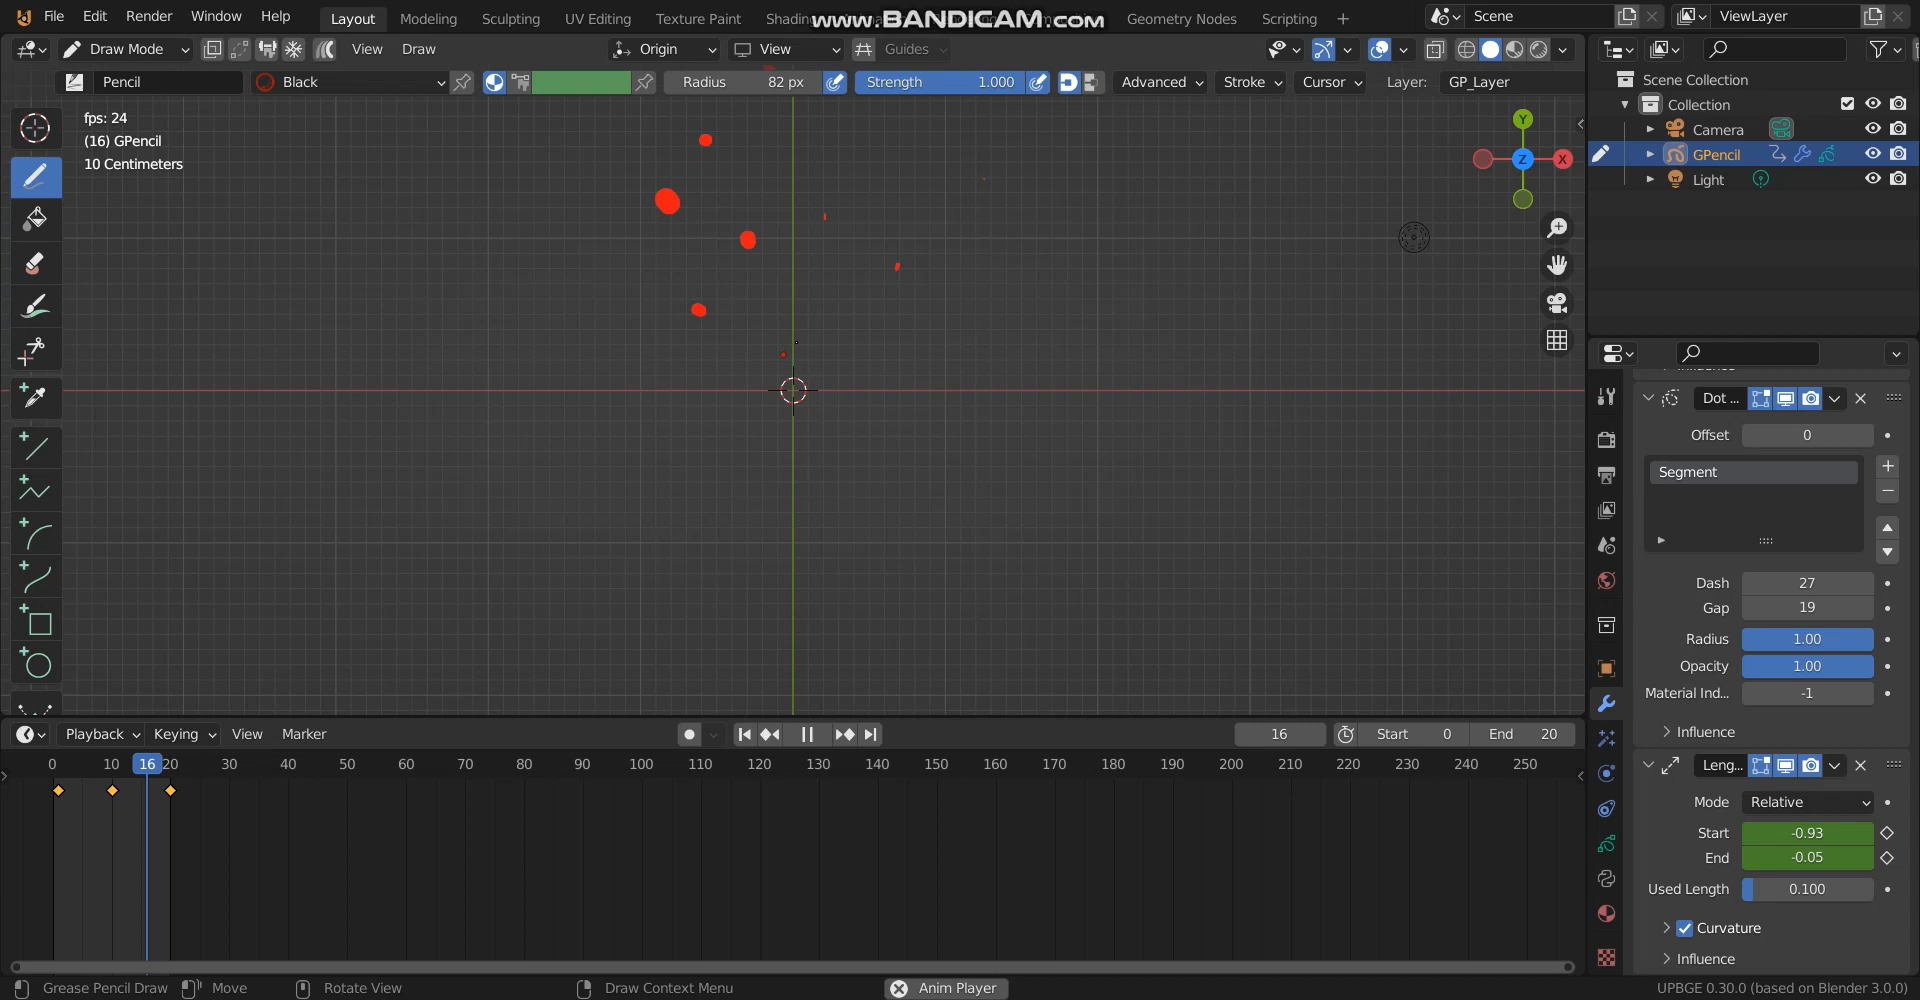 File Edit Render Window Help Layout Modeling Sculpting UV Editing Texture Paint Shading Geometry Nodes Scripting Scene ViewLayer
www.BANDICAM.com
Draw Mode View Draw Origin View Guides
Pencil Black Radius 82 px Strength 1.000 Advanced Stroke Cursor Layer: GP_Layer
fps: 24
(16) GPencil
10 Centimeters
Y
Z X
Scene Collection
Collection
Camera
GPencil
Light
Dot ...
Offset 0
Segment
Dash 27
Gap 19
Radius 1.00
Opacity 1.00
Material Ind... -1
Influence
Leng...
Mode Relative
Start -0.93
End -0.05
Used Length 0.100
Curvature
Influence
Playback Keying View Marker 16 Start 0 End 20
0 10 16 20 30 40 50 60 70 80 90 100 110 120 130 140 150 160 170 180 190 200 210 220 230 240 250
Grease Pencil Draw Move Rotate View Draw Context Menu Anim Player UPBGE 0.30.0 (based on Blender 3.0.0)